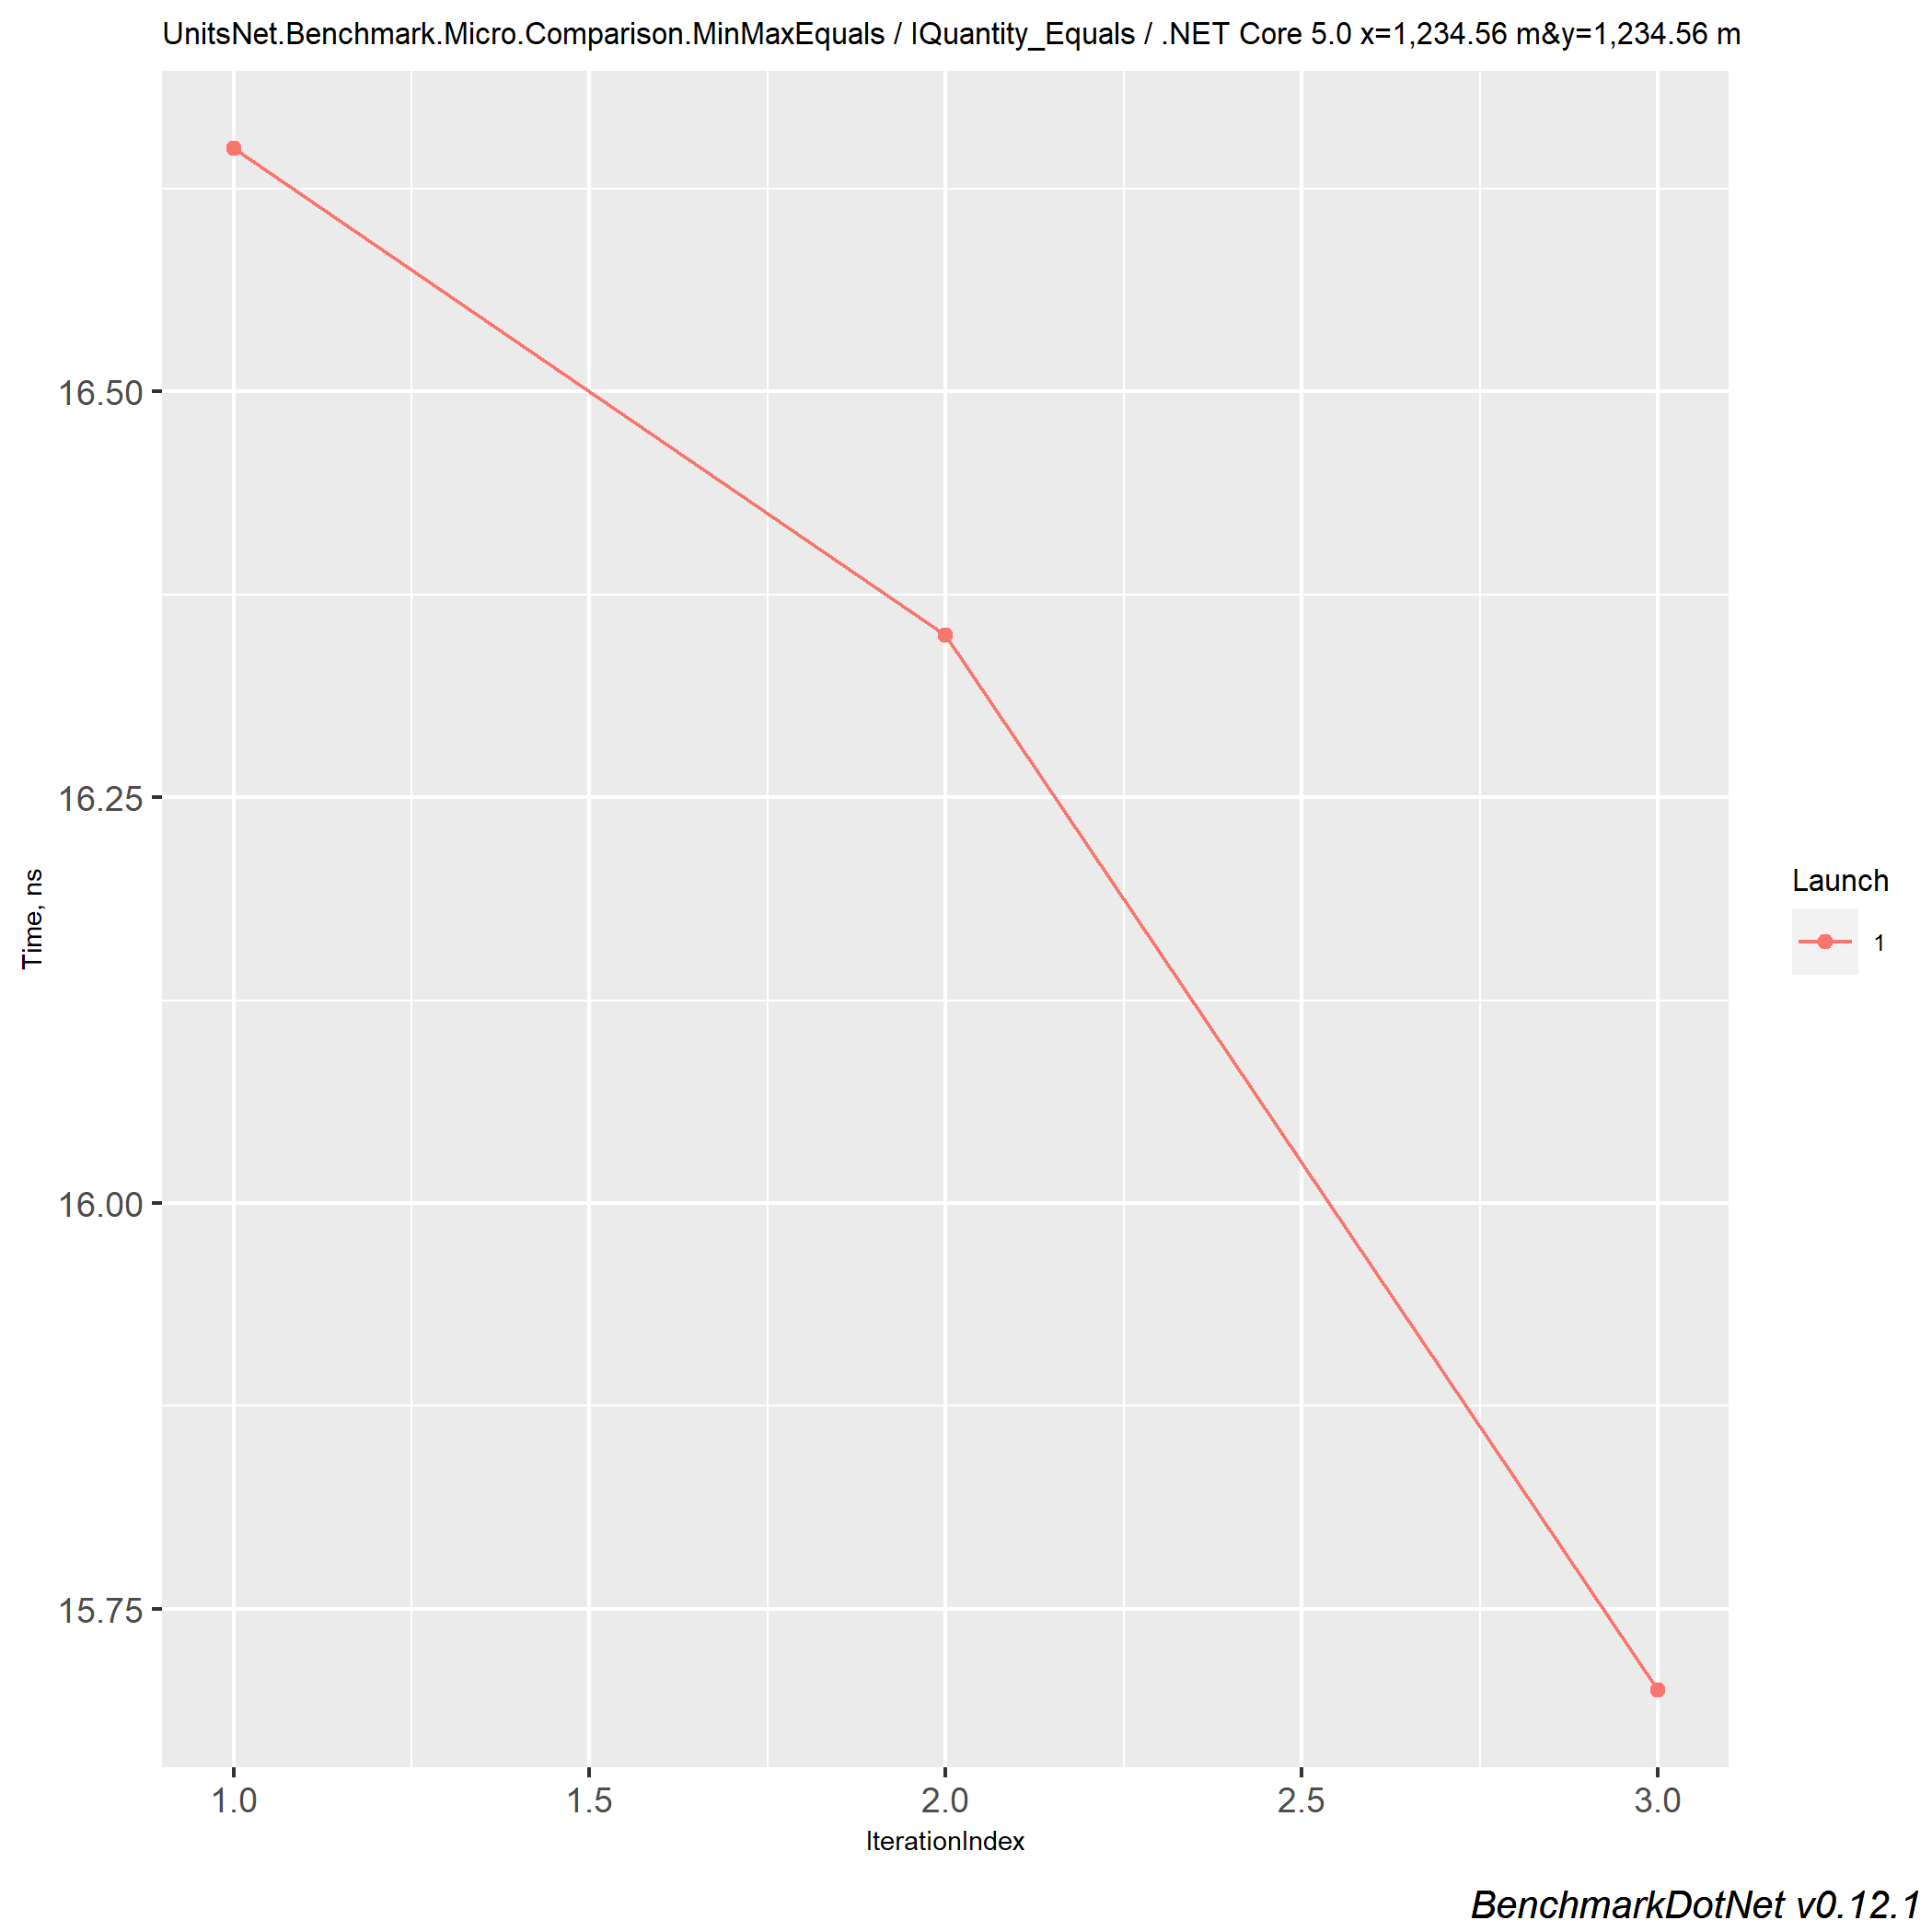 UnitsNet.Benchmark.Micro.Comparison.MinMaxEquals / IQuantity_Equals / .NET Core 5.0 x=1,234.56 m&y=1,234.56 m
16.50
16.25
16.00
15.75
Time, ns
1.0 1.5 2.0 2.5 3.0
IterationIndex
Launch
1
BenchmarkDotNet v0.12.1